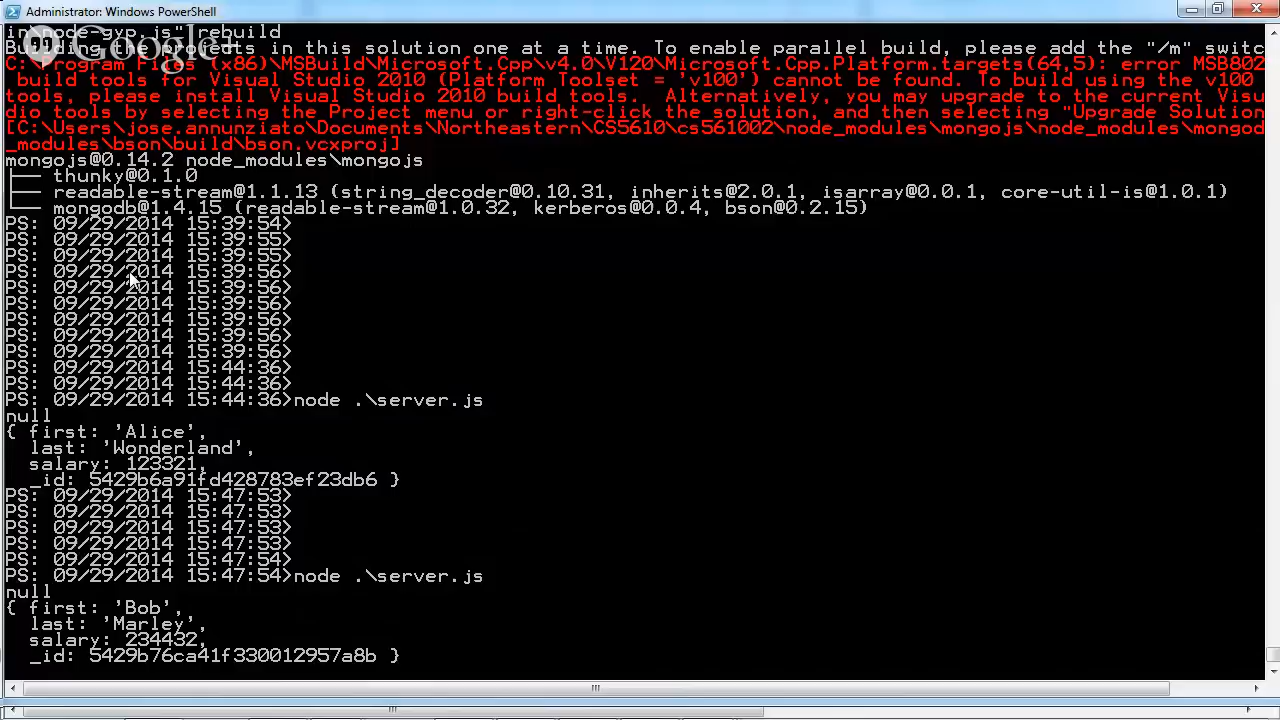 Administrator: Windows PowerShell
in\node-gyp.js" rebuild
Google+
Building the projects in this solution one at a time. To enable parallel build, please add the "/m" switc
C:\Program Files (x86)\MSBuild\Microsoft.Cpp\v4.0\V120\Microsoft.Cpp.Platform.targets(64,5): error MSB802
 build tools for Visual Studio 2010 (Platform Toolset = 'v100') cannot be found. To build using the v100
tools, please install Visual Studio 2010 build tools.  Alternatively, you may upgrade to the current Visu
dio tools by selecting the Project menu or right-click the solution, and then selecting "Upgrade Solution
[C:\Users\jose.annunziato\Documents\Northeastern\CS5610\cs561002\node_modules\mongojs\node_modules\mongod
_modules\bson\build\bson.vcxproj]
mongojs@0.14.2 node_modules\mongojs
├── thunky@0.1.0
├── readable-stream@1.1.13 (string_decoder@0.10.31, inherits@2.0.1, isarray@0.0.1, core-util-is@1.0.1)
└── mongodb@1.4.15 (readable-stream@1.0.32, kerberos@0.0.4, bson@0.2.15)
PS: 09/29/2014 15:39:54>
PS: 09/29/2014 15:39:55>
PS: 09/29/2014 15:39:55>
PS: 09/29/2014 15:39:56>
PS: 09/29/2014 15:39:56>
PS: 09/29/2014 15:39:56>
PS: 09/29/2014 15:39:56>
PS: 09/29/2014 15:39:56>
PS: 09/29/2014 15:39:56>
PS: 09/29/2014 15:44:36>
PS: 09/29/2014 15:44:36>
PS: 09/29/2014 15:44:36>node .\server.js
null
{ first: 'Alice',
  last: 'Wonderland',
  salary: 123321,
  _id: 5429b6a91fd428783ef23db6 }
PS: 09/29/2014 15:47:53>
PS: 09/29/2014 15:47:53>
PS: 09/29/2014 15:47:53>
PS: 09/29/2014 15:47:53>
PS: 09/29/2014 15:47:54>
PS: 09/29/2014 15:47:54>node .\server.js
null
{ first: 'Bob',
  last: 'Marley',
  salary: 234432,
  _id: 5429b76ca41f330012957a8b }